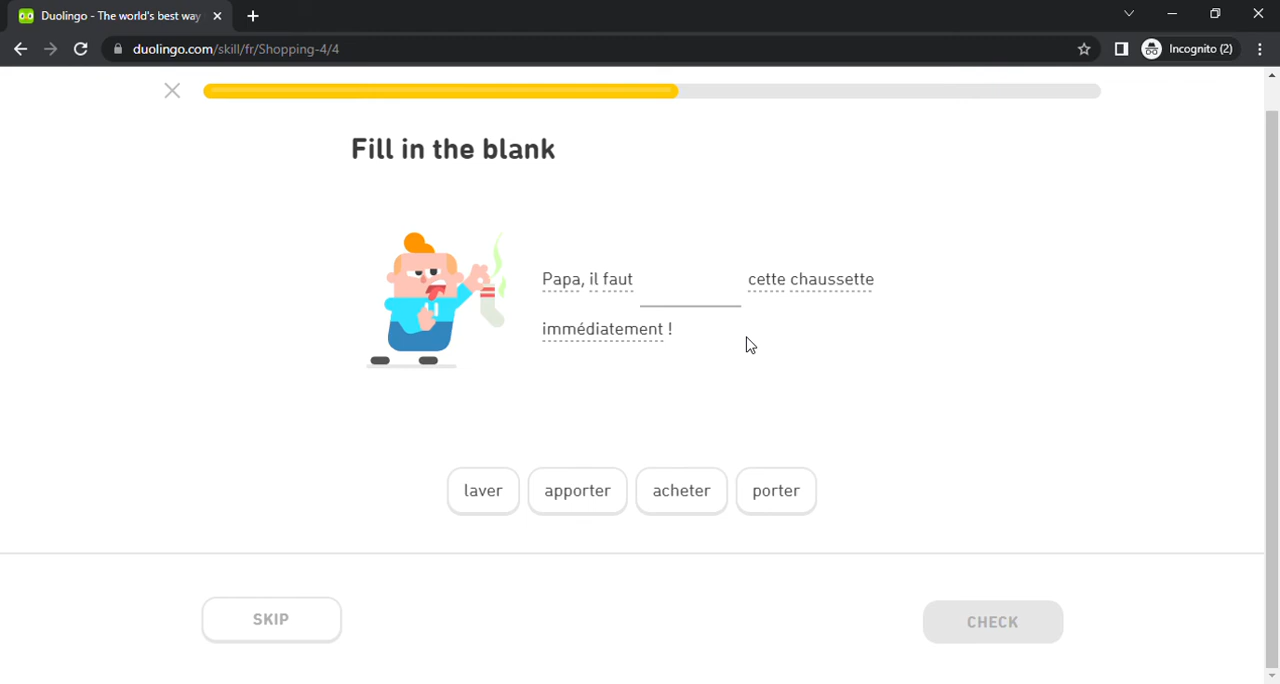 Duolingo - The world's best way
duolingo.com/skill/fr/Shopping-4/4
Incognito (2)
Fill in the blank
Papa, il faut ________ cette chaussette
immédiatement !
laver apporter acheter porter
SKIP CHECK